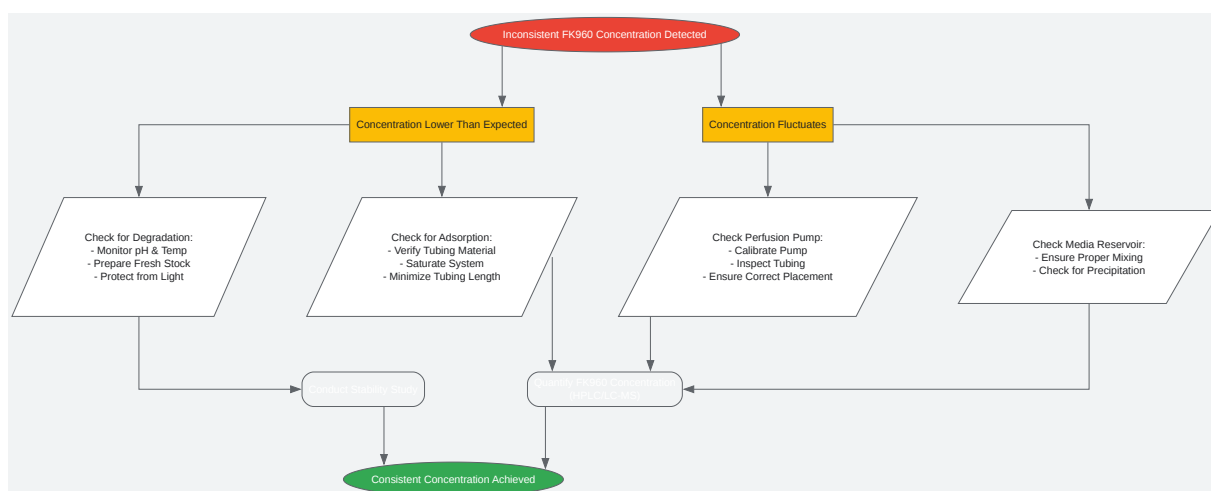 Inconsistent FK960 Concentration Detected
Concentration Lower Than Expected
Concentration Fluctuates
Check for Degradation:
- Monitor pH & Temp
- Prepare Fresh Stock
- Protect from Light
Check for Adsorption:
- Verify Tubing Material
- Saturate System
- Minimize Tubing Length
Check Perfusion Pump:
- Calibrate Pump
- Inspect Tubing
- Ensure Correct Placement
Check Media Reservoir:
- Ensure Proper Mixing
- Check for Precipitation
Conduct Stability Study
Quantify FK960 Concentration
(HPLC/LC-MS)
Consistent Concentration Achieved